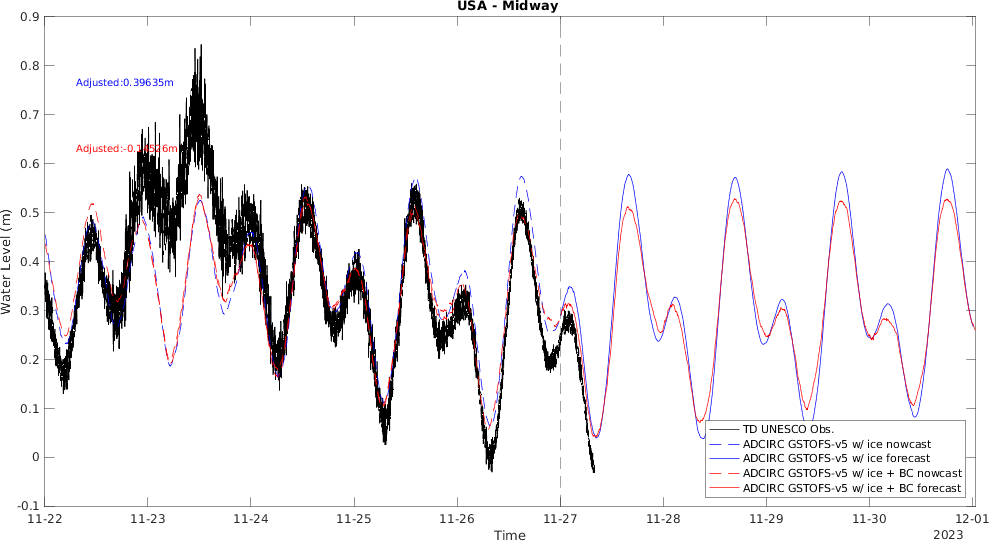 USA - Midway
0.9
0.8
0.7
0.6
0.5
0.4
0.3
0.2
0.1
0
-0.1
Water Level (m)
Adjusted:0.39635m
TD UNESCO Obs.
ADCIRC GSTOFS-v5 w/ ice nowcast
ADCIRC GSTOFS-v5 w/ ice forecast
ADCIRC GSTOFS-v5 w/ ice + BC nowcast
ADCIRC GSTOFS-v5 w/ ice + BC forecast
11-22 11-23 11-24 11-25 11-26 11-27 11-28 11-29 11-30 12-01
Time
2023